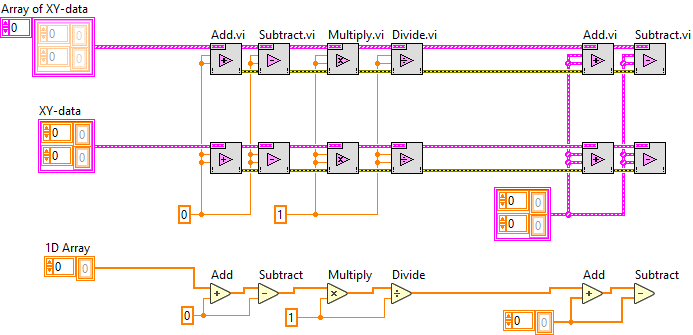 Array of XY-data
0
Add.vi Subtract.vi Multiply.vi Divide.vi Add.vi Subtract.vi
0 0
0 0
XY-data
0 0
0 0
0 1
0 0
0 0
1D Array
0 0
Add Subtract Multiply Divide Add Subtract
0 1 0 0